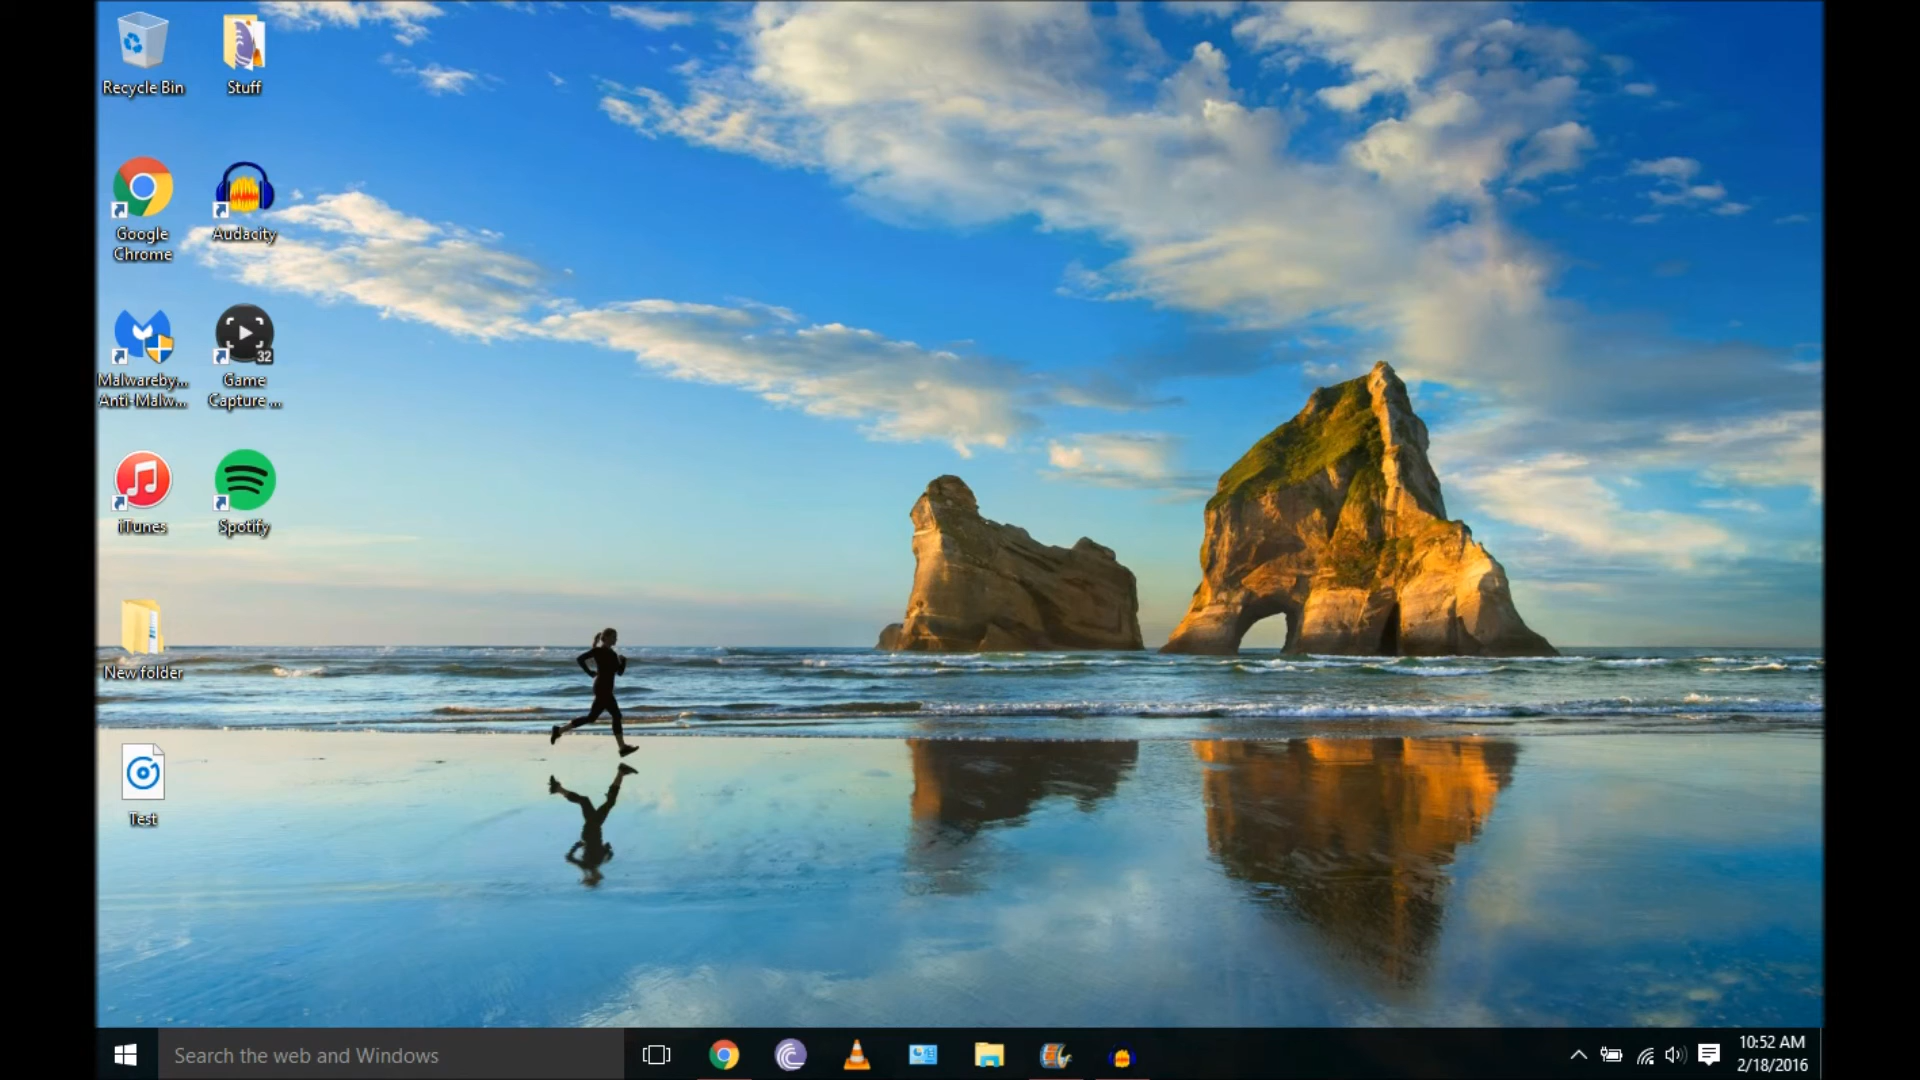 Recycle Bin
Stuff
Google
Chrome
Audacity
Malwareby...
Anti-Malw...
32
Game
Capture ...
iTunes
Spotify
New folder
Test
Search the web and Windows
10:52 AM
2/18/2016